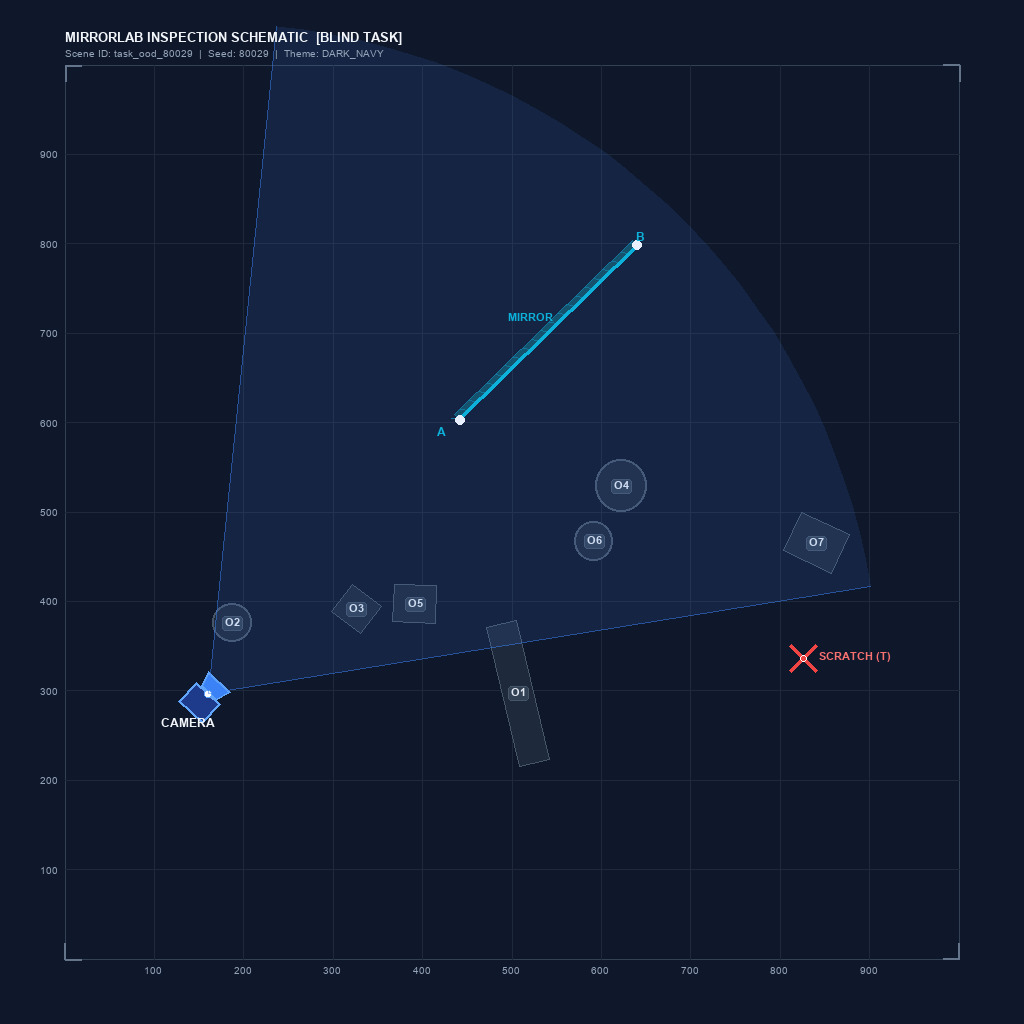 MIRRORLAB INSPECTION SCHEMATIC  [BLIND TASK]
Scene ID: task_ood_80029  |  Seed: 80029  |  Theme: DARK_NAVY
900
800
B
MIRROR
700
600
A
500
O4
O6
O7
400
O3
O5
O2
SCRATCH (T)
300
O1
CAMERA
200
100
100 200 300 400 500 600 700 800 900